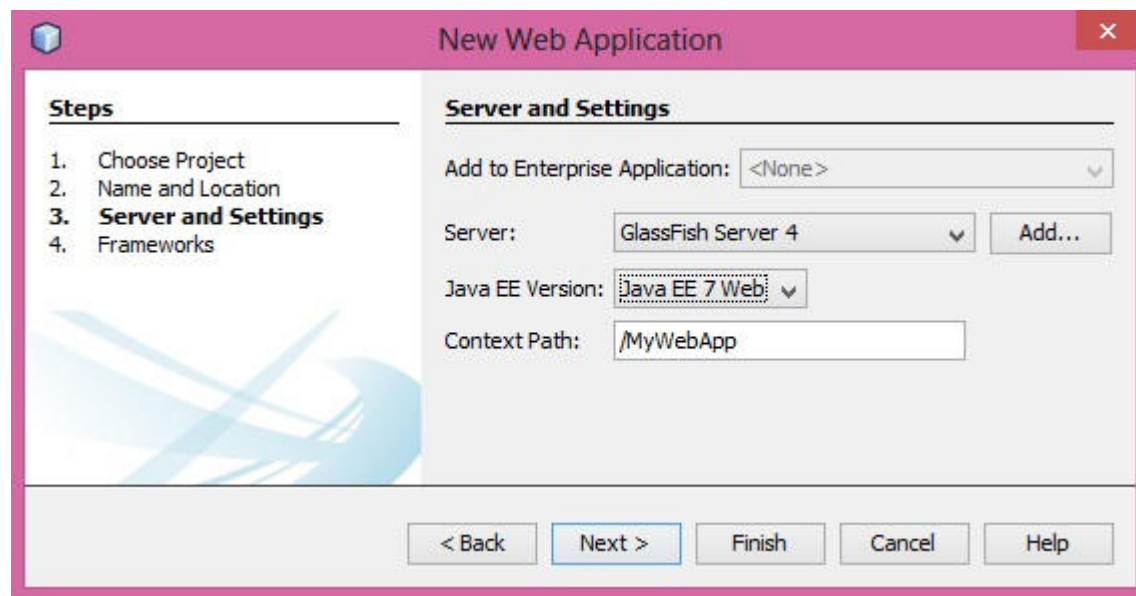 New Web Application
Steps
1. Choose Project
2. Name and Location
3. Server and Settings
4. Frameworks
Server and Settings
Add to Enterprise Application: <None>
Server: GlassFish Server 4 Add...
Java EE Version: Java EE 7 Web
Context Path: /MyWebApp
< Back Next > Finish Cancel Help